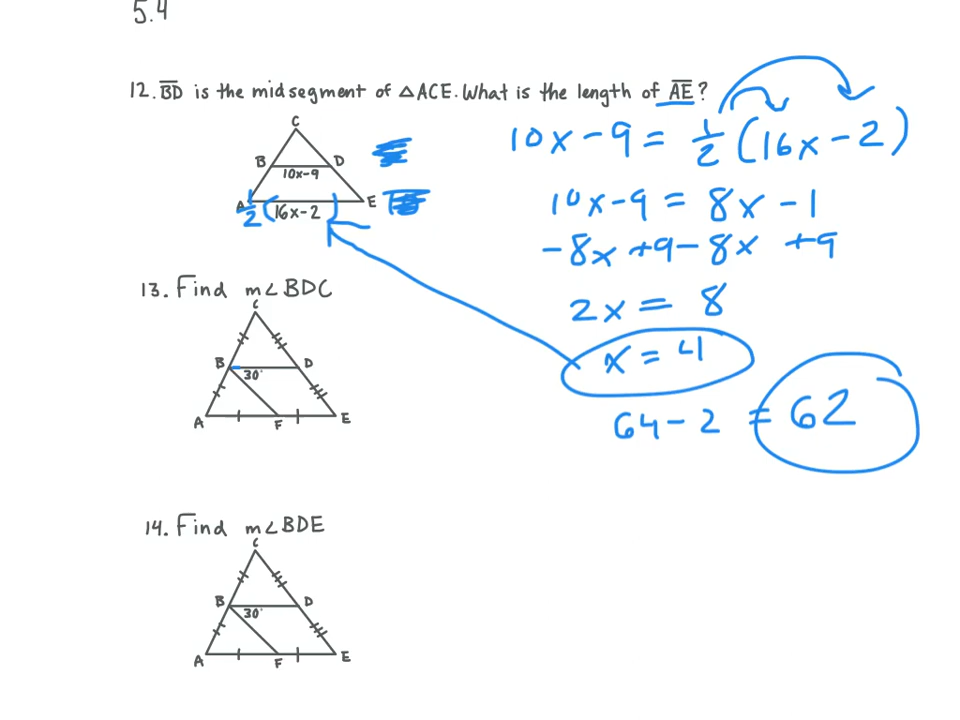 5.4
12. BD is the midsegment of △ACE. What is the length of AE?
C
B D
10x-9
A E
1/2 (16x-2)
10x-9 = 1/2 (16x-2)
10x-9 = 8x-1
-8x +9 -8x +9
2x = 8
x = 4
64-2 = 62
13. Find m∠BDC
C
B D
30°
A F E
14. Find m∠BDE
C
B D
30°
A F E